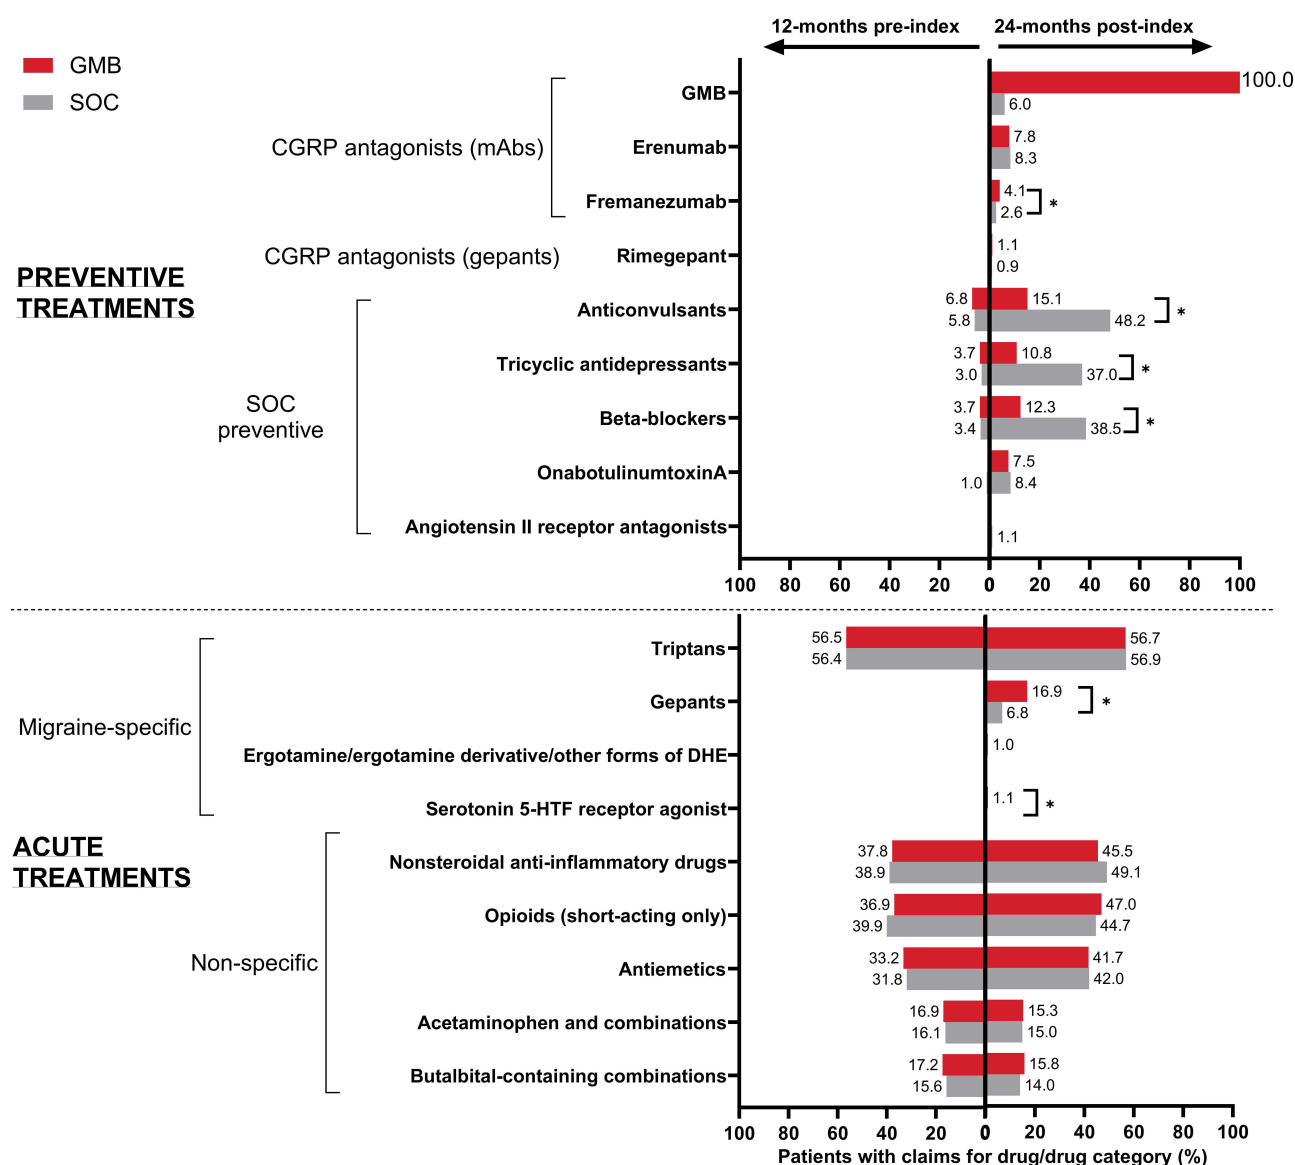 12-months pre-index 24-months post-index
GMB
SOC
GMB 100.0
6.0
CGRP antagonists (mAbs)
Erenumab 7.8
8.3
Fremanezumab 4.1 *
2.6
CGRP antagonists (gepants)
Rimegepant 1.1
0.9
PREVENTIVE
TREATMENTS
Anticonvulsants 6.8 15.1 *
5.8 48.2
Tricyclic antidepressants 3.7 10.8 *
3.0 37.0
SOC
preventive
Beta-blockers 3.7 12.3 *
3.4 38.5
OnabotulinumtoxinA 7.5
1.0 8.4
Angiotensin II receptor antagonists
1.1
100 80 60 40 20 0 20 40 60 80 100
Triptans 56.5 56.7
56.4 56.9
Gepants 16.9 *
6.8
Migraine-specific
Ergotamine/ergotamine derivative/other forms of DHE 1.0
Serotonin 5-HTF receptor agonist 1.1 *
ACUTE
TREATMENTS
Nonsteroidal anti-inflammatory drugs 37.8 45.5
38.9 49.1
Opioids (short-acting only) 36.9 47.0
39.9 44.7
Non-specific
Antiemetics 33.2 41.7
31.8 42.0
Acetaminophen and combinations 16.9 15.3
16.1 15.0
Butalbital-containing combinations 17.2 15.8
15.6 14.0
100 80 60 40 20 0 20 40 60 80 100
Patients with claims for drug/drug category (%)